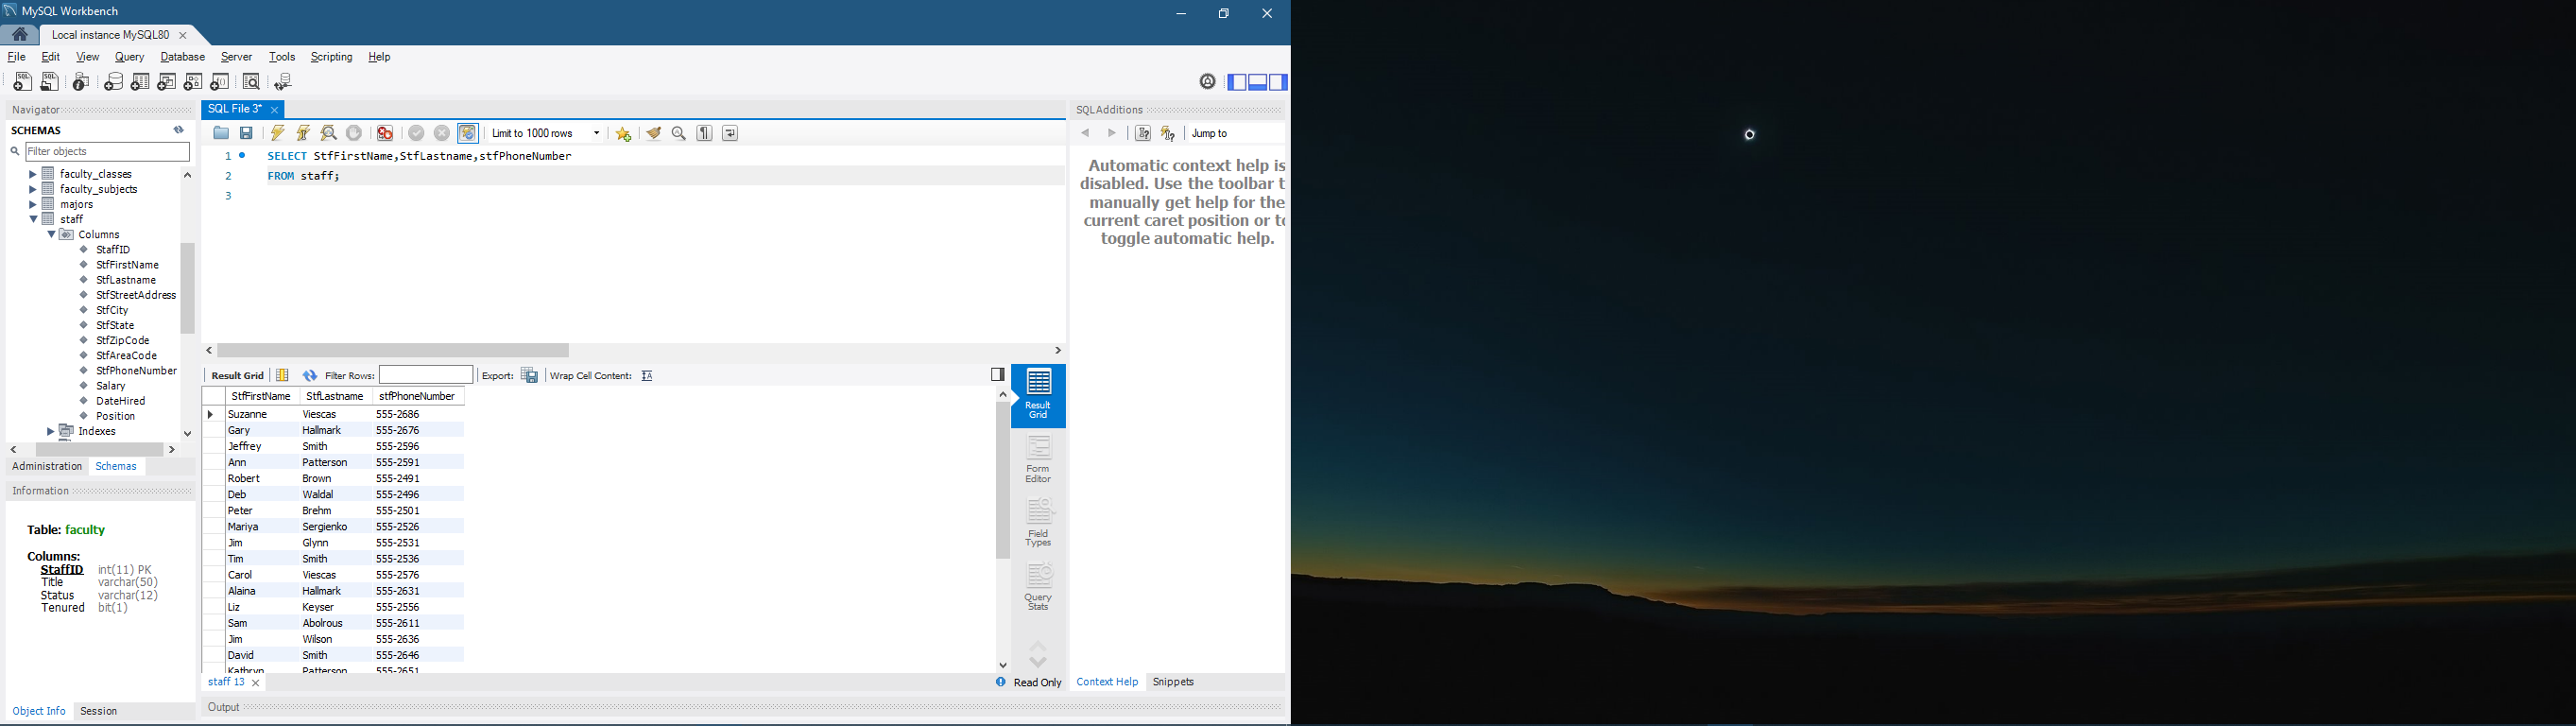 MySQL Workbench
Local instance MySQL80
File Edit View Query Database Server Tools Scripting Help
Navigator
SCHEMAS
Filter objects
faculty_classes
faculty_subjects
majors
staff
Columns
StaffID
StfFirstName
StfLastname
StfStreetAddress
StfCity
StfState
StfZipCode
StfAreaCode
StfPhoneNumber
Salary
DateHired
Position
Indexes
Administration Schemas
Information
Table: faculty
Columns:
StaffID int(11) PK
Title varchar(50)
Status varchar(12)
Tenured bit(1)
Object Info Session
SQL File 3*
Limit to 1000 rows
1 SELECT StfFirstName,StfLastname,stfPhoneNumber
2 FROM staff;
3
Result Grid Filter Rows: Export: Wrap Cell Content:
StfFirstName StfLastname stfPhoneNumber
Suzanne Viescas 555-2686
Gary Hallmark 555-2676
Jeffrey Smith 555-2596
Ann Patterson 555-2591
Robert Brown 555-2491
Deb Waldal 555-2496
Peter Brehm 555-2501
Mariya Sergienko 555-2526
Jim Glynn 555-2531
Tim Smith 555-2536
Carol Viescas 555-2576
Alaina Hallmark 555-2631
Liz Keyser 555-2556
Sam Abolrous 555-2611
Jim Wilson 555-2636
David Smith 555-2646
Kathryn Patterson 555-2651
Result
Grid
Form
Editor
Field
Types
Query
Stats
staff 13
Read Only
Output
SQLAdditions
Jump to
Automatic context help is
disabled. Use the toolbar t
manually get help for the
current caret position or to
toggle automatic help.
Context Help Snippets